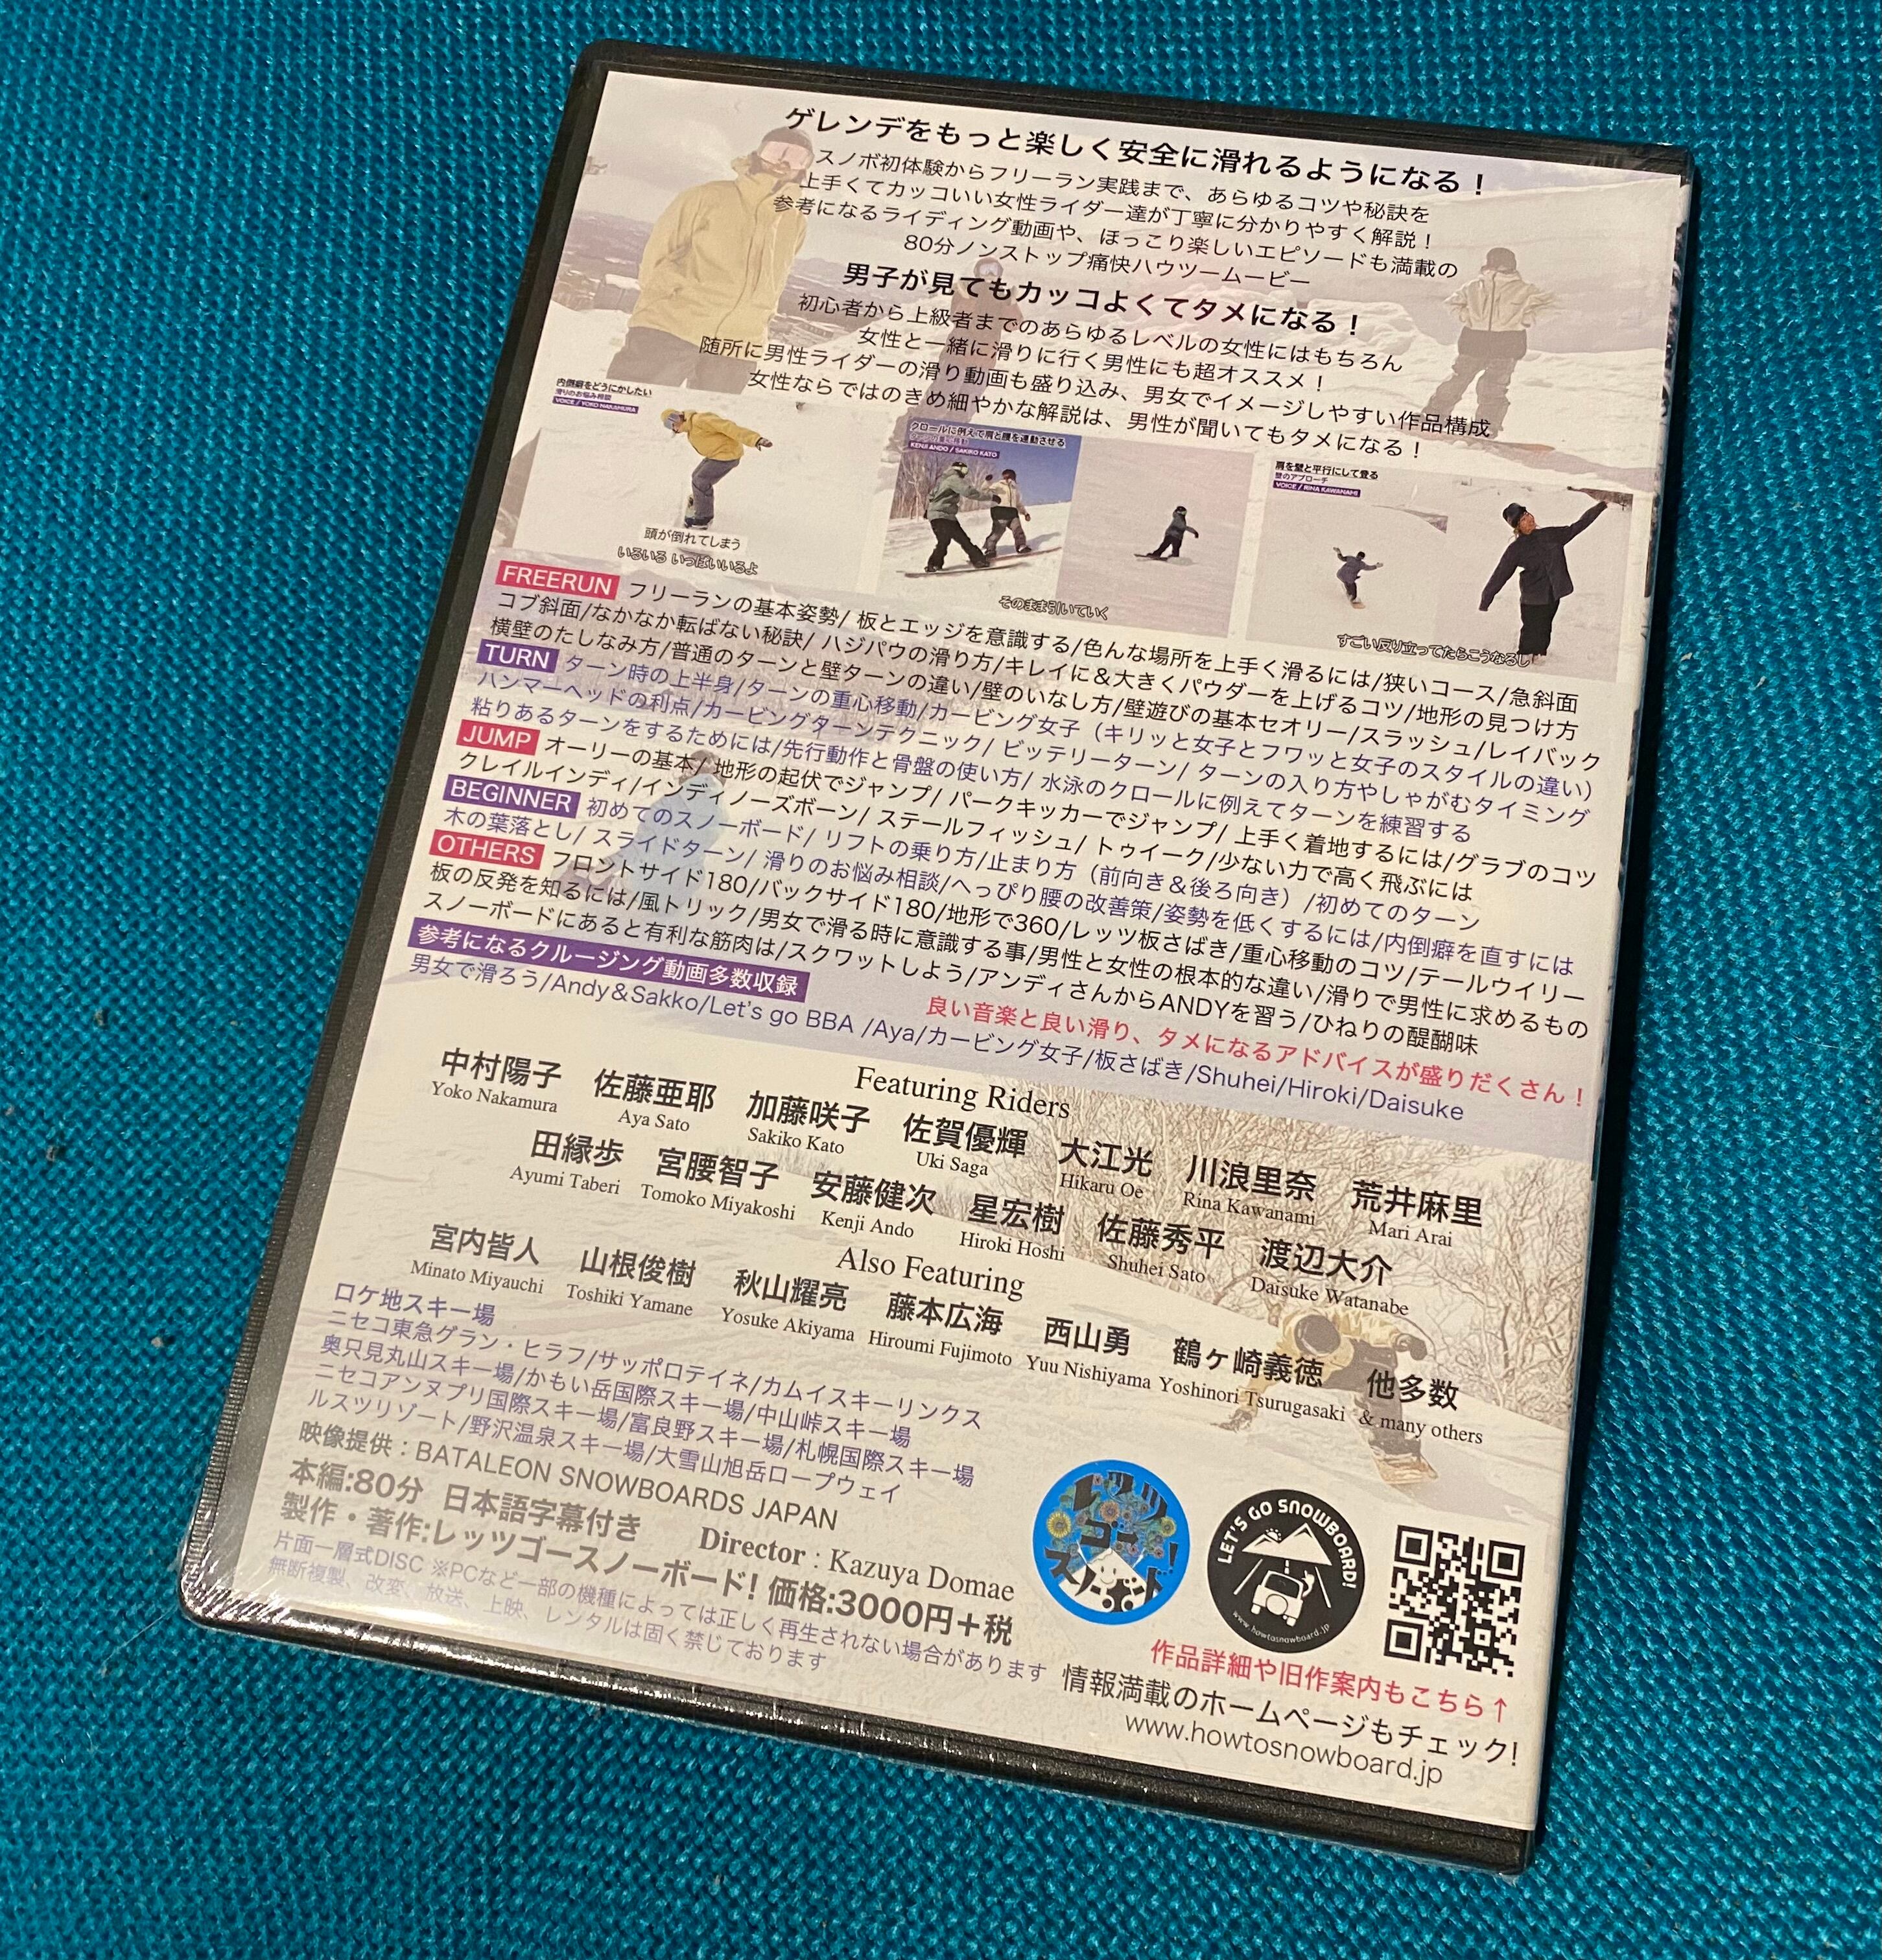 ゲレンデをもっと楽しく安全に滑れるようになる！
スノボ初体験からフリーラン実践まで、あらゆるコツや秘訣を
上手くてカッコいい女性ライダー達が丁寧に分かりやすく解説！
参考になるライディング動画や、ほっこり楽しいエピソードも満載の
80分ノンストップ痛快ハウツームービー
男子が見てもカッコよくてタメになる！
初心者から上級者までのあらゆるレベルの女性にはもちろん
女性と一緒に滑りに行く男性にも超オススメ！
随所に男性ライダーの滑り動画も盛り込み、男女でイメージしやすい作品構成
女性ならではのきめ細やかな解説は、男性が聞いてもタメになる！
内倒癖をどうにかしたい
滑りのお悩み相談
VOICE / YOKO NAKAMURA
頭が倒れてしまう
いるいる いっぱいいるよ
クロールに例えて肩と腰を連動させる
KENJI ANDO / SAKIKO KATO
そのまま引いていく
肩を壁と平行にして登る
壁のアプローチ
VOICE / RINA KAWANAMI
すごい反り立ってたらこうなるし
FREERUN フリーランの基本姿勢/ 板とエッジを意識する/色んな場所を上手く滑るには/狭いコース/急斜面
コブ斜面/なかなか転ばない秘訣/ ハジパウの滑り方/キレイに＆大きくパウダーを上げるコツ/地形の見つけ方
横壁のたしなみ方/普通のターンと壁ターンの違い/壁のいなし方/壁遊びの基本セオリー/スラッシュ/レイバック
TURN ターン時の上半身/ターンの重心移動/カービング女子（キリッと女子とフワッと女子のスタイルの違い）
ハンマーヘッドの利点/カービングターンテクニック/ ビッテリーターン/ ターンの入り方やしゃがむタイミング
粘りあるターンをするためには/先行動作と骨盤の使い方/ 水泳のクロールに例えてターンを練習する
JUMP オーリーの基本/ 地形の起伏でジャンプ/ パークキッカーでジャンプ/ 上手く着地するには/グラブのコツ
クレイルインディ/インディノーズボーン/ ステールフィッシュ/ トゥイーク/少ない力で高く飛ぶには
BEGINNER 初めてのスノーボード/ リフトの乗り方/止まり方（前向き＆後ろ向き）/初めてのターン
木の葉落とし/ スライドターン/ 滑りのお悩み相談/へっぴり腰の改善策/姿勢を低くするには/内倒癖を直すには
OTHERS フロントサイド180/バックサイド180/地形で360/レッツ板さばき/重心移動のコツ/テールウイリー
板の反発を知るには/風トリック/男女で滑る時に意識する事/男性と女性の根本的な違い/滑りで男性に求めるもの
スノーボードにあると有利な筋肉は/スクワットしよう/アンディさんからANDYを習う/ひねりの醍醐味
参考になるクルージング動画多数収録
良い音楽と良い滑り、タメになるアドバイスが盛りだくさん！
男女で滑ろう/Andy＆Sakko/Let's go BBA /Aya/カービング女子/板さばき/Shuhei/Hiroki/Daisuke
Featuring Riders
中村陽子 佐藤亜耶 加藤咲子 佐賀優輝 大江光 川浪里奈 荒井麻里
Yoko Nakamura Aya Sato Sakiko Kato Uki Saga Hikaru Oe Rina Kawanami Mari Arai
田縁歩 宮腰智子 安藤健次 星宏樹 佐藤秀平 渡辺大介
Ayumi Taberi Tomoko Miyakoshi Kenji Ando Hiroki Hoshi Shuhei Sato Daisuke Watanabe
Also Featuring
宮内皆人 山根俊樹 秋山耀亮 藤本広海 西山勇 鶴ヶ崎義徳 他多数
Minato Miyauchi Toshiki Yamane Yosuke Akiyama Hiroumi Fujimoto Yuu Nishiyama Yoshinori Tsurugasaki & many others
ロケ地スキー場
ニセコ東急グラン・ヒラフ/サッポロテイネ/カムイスキーリンクス
奥只見丸山スキー場/かもい岳国際スキー場/中山峠スキー場
ニセコアンヌプリ国際スキー場/富良野スキー場/札幌国際スキー場
ルスツリゾート/野沢温泉スキー場/大雪山旭岳ロープウェイ
映像提供：BATALEON SNOWBOARDS JAPAN
本編:80分 日本語字幕付き Director : Kazuya Domae
製作・著作:レッツゴースノーボード! 価格:3000円＋税
片面一層式DISC ※PCなど一部の機種によっては正しく再生されない場合があります
無断複製、改変、放送、上映、レンタルは固く禁じております
レッツゴースノーボード!
LET'S GO SNOWBOARD!
www.howtosnowboard.jp
作品詳細や旧作案内もこちら↑
情報満載のホームページもチェック!
www.howtosnowboard.jp